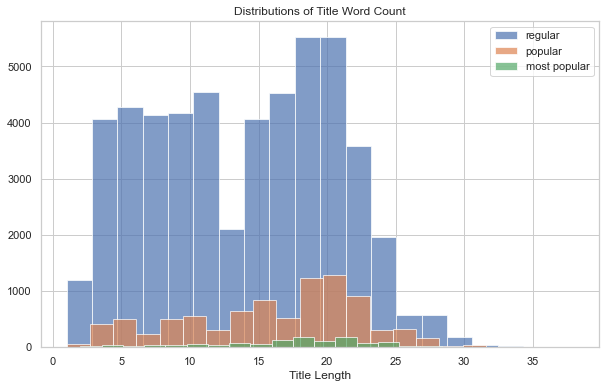 Distributions of Title Word Count
regular
popular
most popular
5000
4000
3000
2000
1000
0
0 5 10 15 20 25 30 35
Title Length